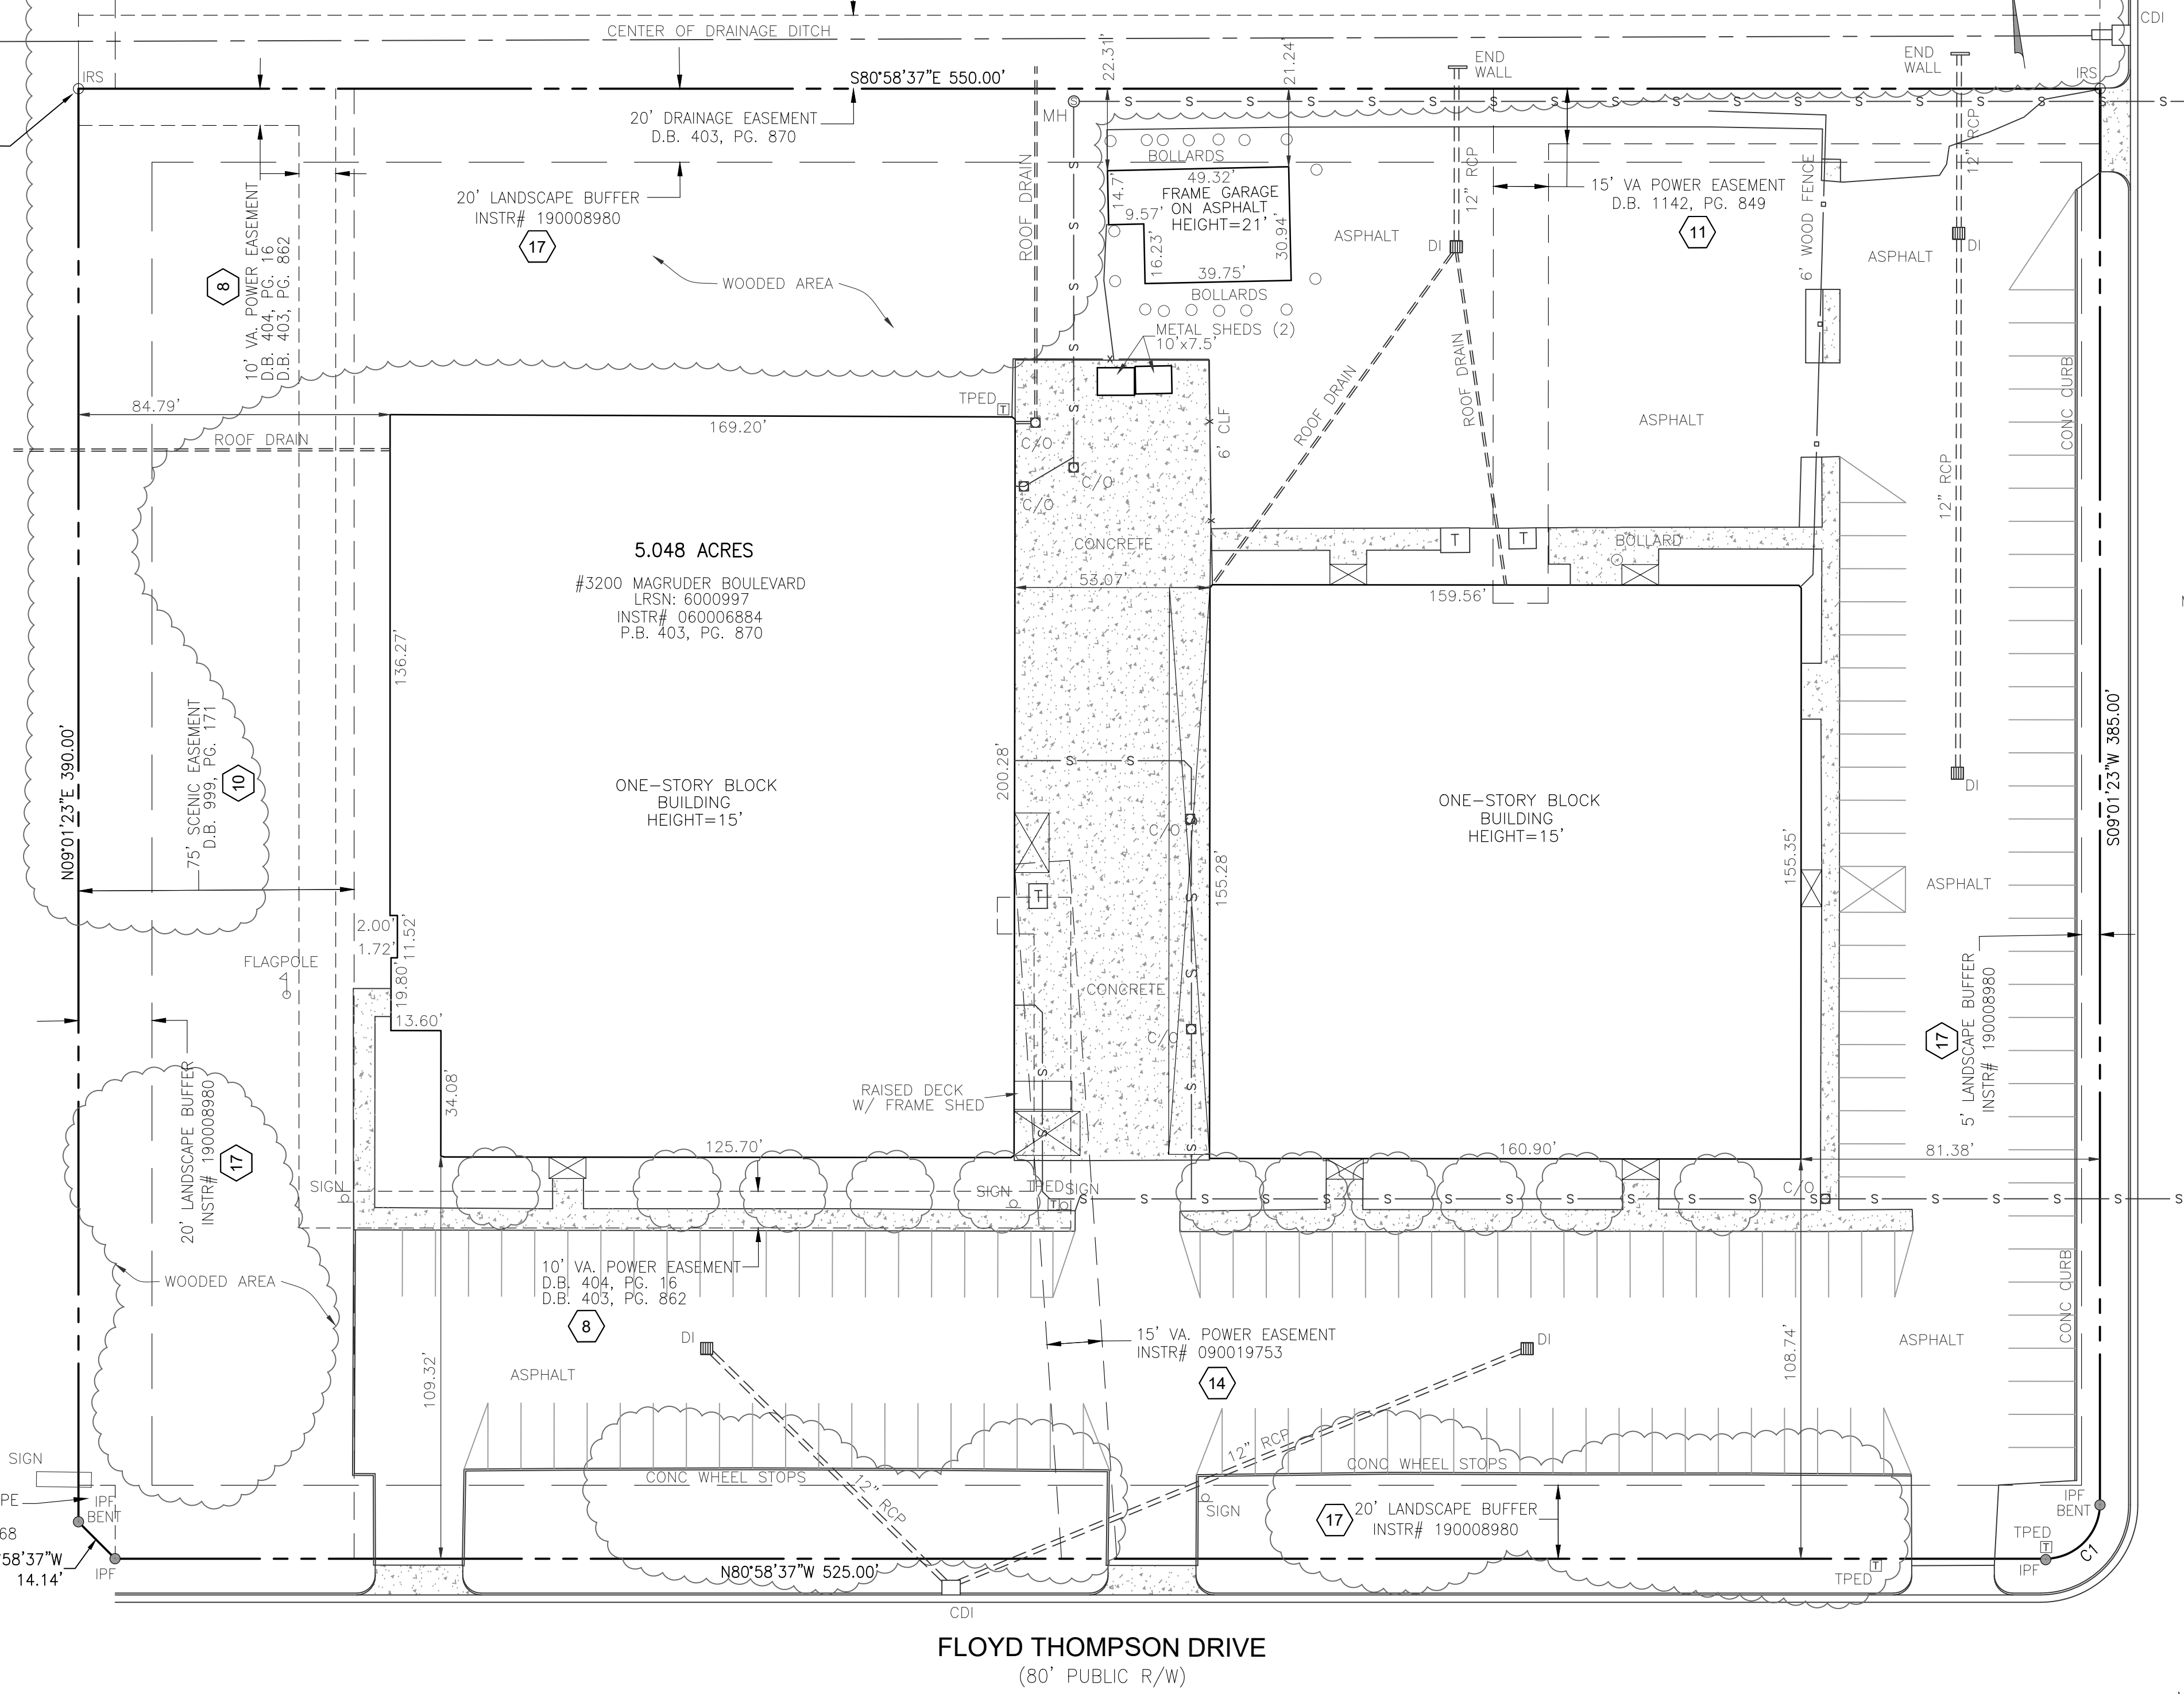 CDI
CENTER OF DRAINAGE DITCH
IRS
S80°58'37"E 550.00'
22.31'
21.24'
END
WALL
END
WALL
IRS
20' DRAINAGE EASEMENT
D.B. 403, PG. 870
MH
S S S S S S S S S S S S S S S S S S
BOLLARDS
49.32'
14.7'
FRAME GARAGE
ON ASPHALT
HEIGHT=21'
9.57'
16.23'
30.94'
39.75'
BOLLARDS
METAL SHEDS (2)
10'x7.5'
12" RCP
12" RCP
15' VA POWER EASEMENT
D.B. 1142, PG. 849
11
6' WOOD FENCE
ASPHALT
ASPHALT
DI
DI
20' LANDSCAPE BUFFER
INSTR# 190008980
17
10' VA. POWER EASEMENT
D.B. 404, PG. 16
D.B. 403, PG. 862
8
ROOF DRAIN
WOODED AREA
84.79'
ROOF DRAIN
TPED
T
169.20'
C/O
C/O
C/O
6' CLF
ROOF DRAIN
ROOF DRAIN
ASPHALT
CONC CURB
12" RCP
5.048 ACRES
#3200 MAGRUDER BOULEVARD
LRSN: 6000997
INSTR# 060006884
P.B. 403, PG. 870
CONCRETE
53.07'
T
T
BOLLARD
159.56'
136.27'
N09°01'23"E 390.00'
75' SCENIC EASEMENT
D.B. 999, PG. 171
10
200.28'
ONE-STORY BLOCK
BUILDING
HEIGHT=15'
S S
C/O
155.28'
ONE-STORY BLOCK
BUILDING
HEIGHT=15'
155.35'
DI
S09°01'23"W 385.00'
ASPHALT
T
2.00'
1.72'
11.52'
19.80'
13.60'
FLAGPOLE
CONCRETE
C/O
34.08'
20' LANDSCAPE BUFFER
INSTR# 190008980
17
RAISED DECK
W/ FRAME SHED
5' LANDSCAPE BUFFER
INSTR# 190008980
17
125.70'
160.90'
81.38'
SIGN
SIGN
TPED
SIGN
T
C/O
S S S S S S S S S S S S S S S S S S
WOODED AREA
10' VA. POWER EASEMENT
D.B. 404, PG. 16
D.B. 403, PG. 862
8
CONC CURB
DI
15' VA. POWER EASEMENT
INSTR# 090019753
14
DI
ASPHALT
ASPHALT
109.32'
108.74'
SIGN
CONC WHEEL STOPS
12" RCP
12" RCP
CONC WHEEL STOPS
PE
IPF
BENT
68
58'37"W
14.14'
IPF
SIGN
17
20' LANDSCAPE BUFFER
INSTR# 190008980
IPF
BENT
TPED
T
C1
IPF
TPED
T
N80°58'37"W 525.00'
CDI
FLOYD THOMPSON DRIVE
(80' PUBLIC R/W)